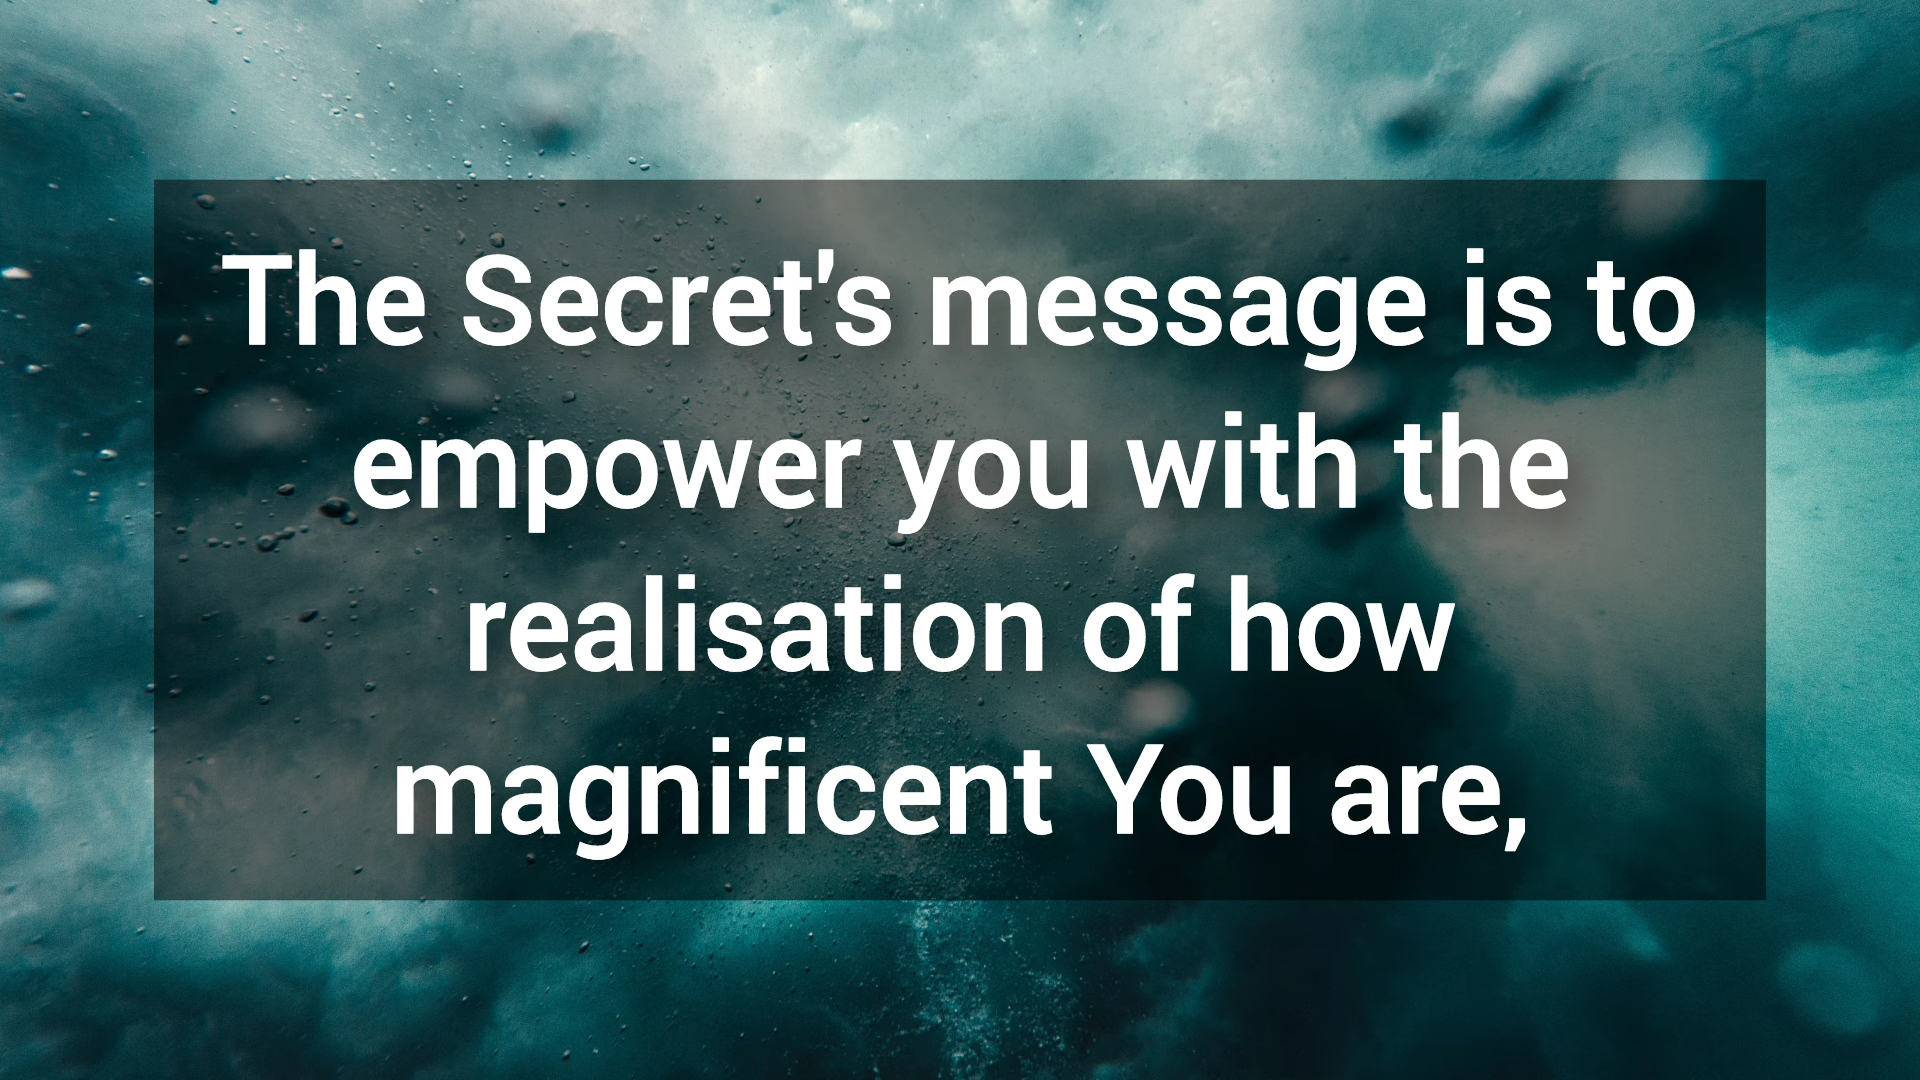 The Secret's message is to
empower you with the
realisation of how
magnificent You are,